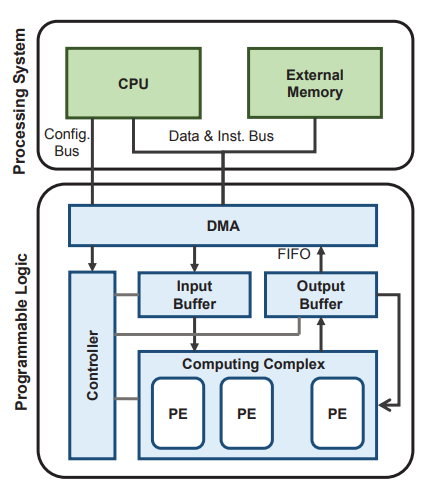 Processing System
CPU
External
Memory
Config.
Bus
Data & Inst. Bus
Programmable Logic
DMA
FIFO
Input
Buffer
Output
Buffer
Controller
Computing Complex
PE
PE
PE